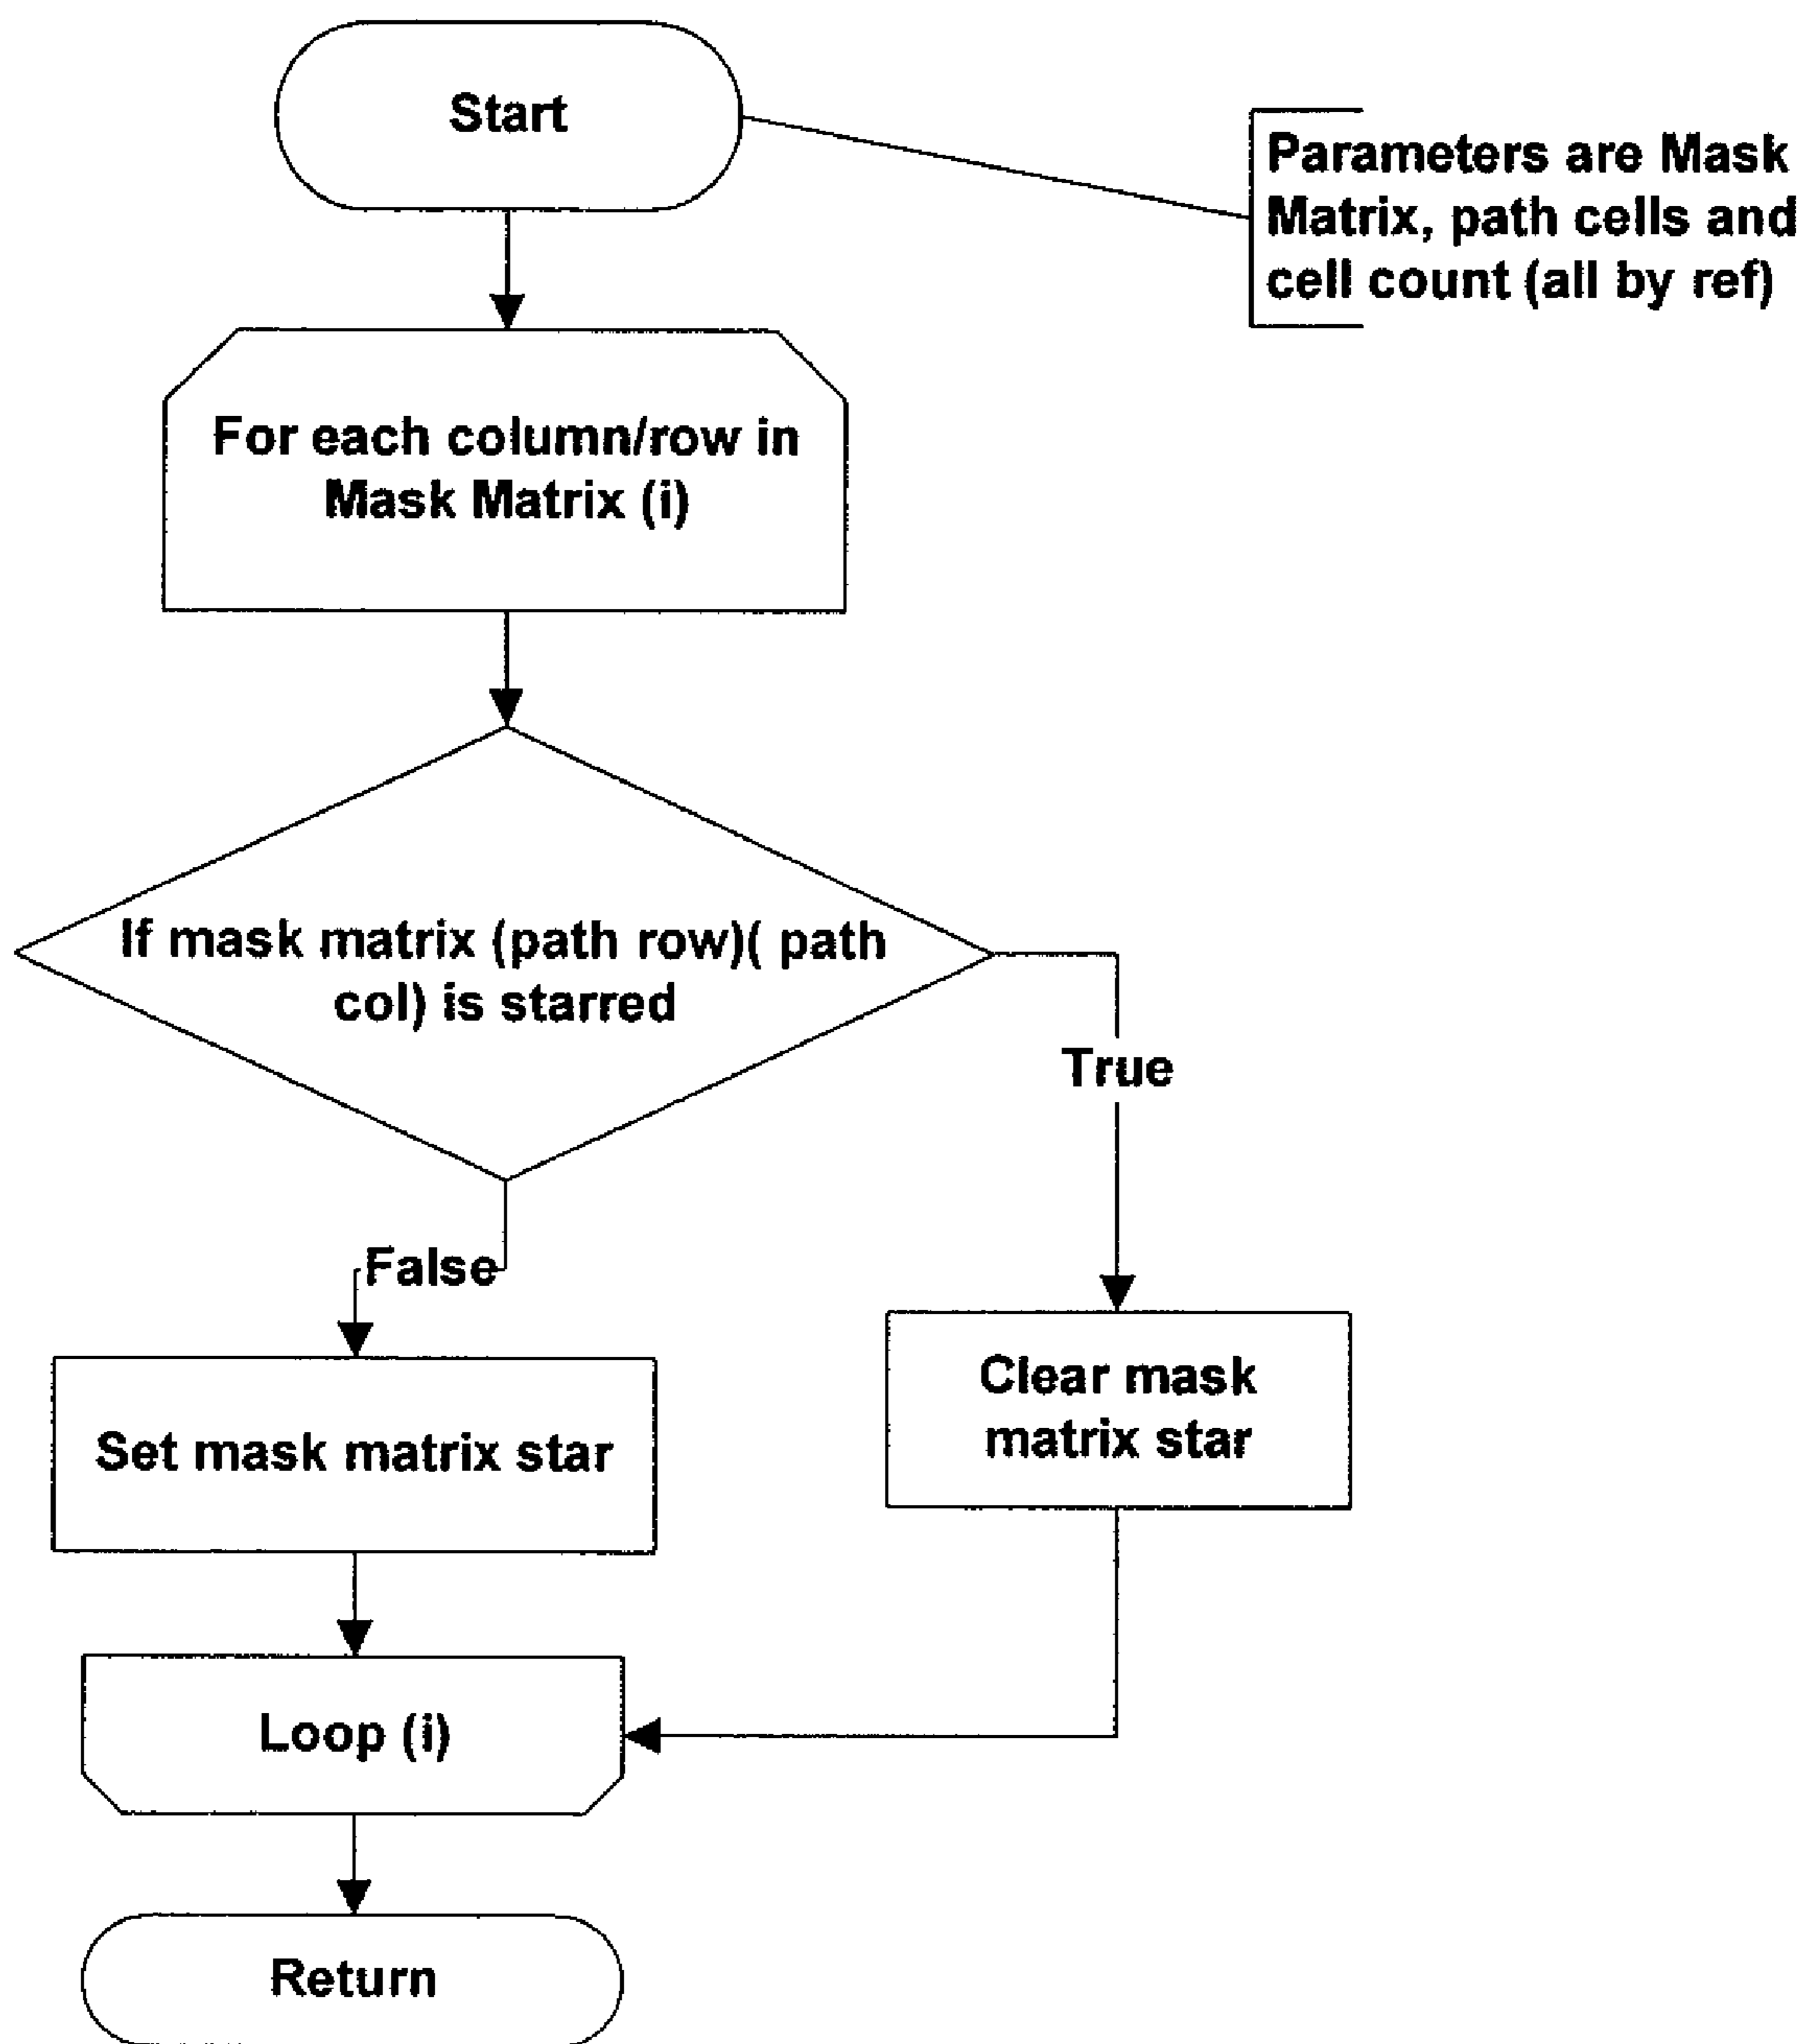 Start
Parameters are Mask
Matrix, path cells and
cell count (all by ref)
For each column/row in
Mask Matrix (i)
If mask matrix (path row)( path
col) is starred
True
False
Clear mask
matrix star
Set mask matrix star
Loop (i)
Return